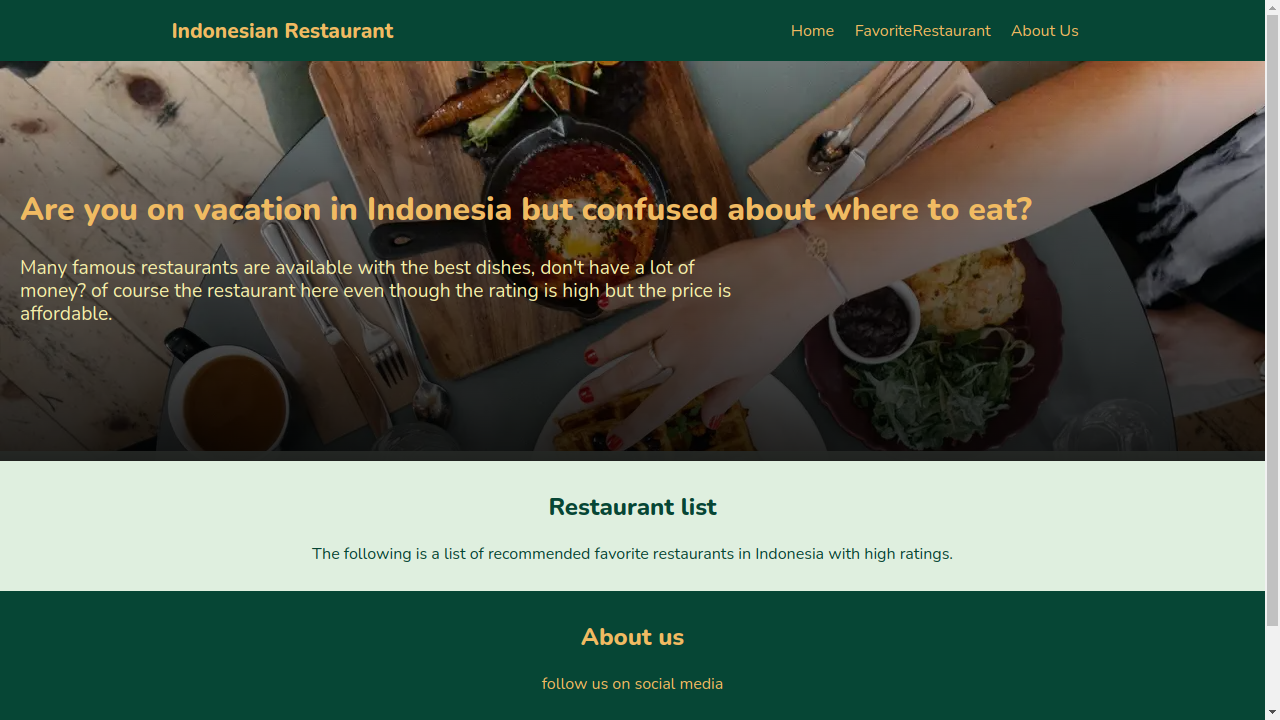 Indonesian Restaurant
Home FavoriteRestaurant About Us
Are you on vacation in Indonesia but confused about where to eat?
Many famous restaurants are available with the best dishes, don't have a lot of
money? of course the restaurant here even though the rating is high but the price is
affordable.
Restaurant list
The following is a list of recommended favorite restaurants in Indonesia with high ratings.
About us
follow us on social media